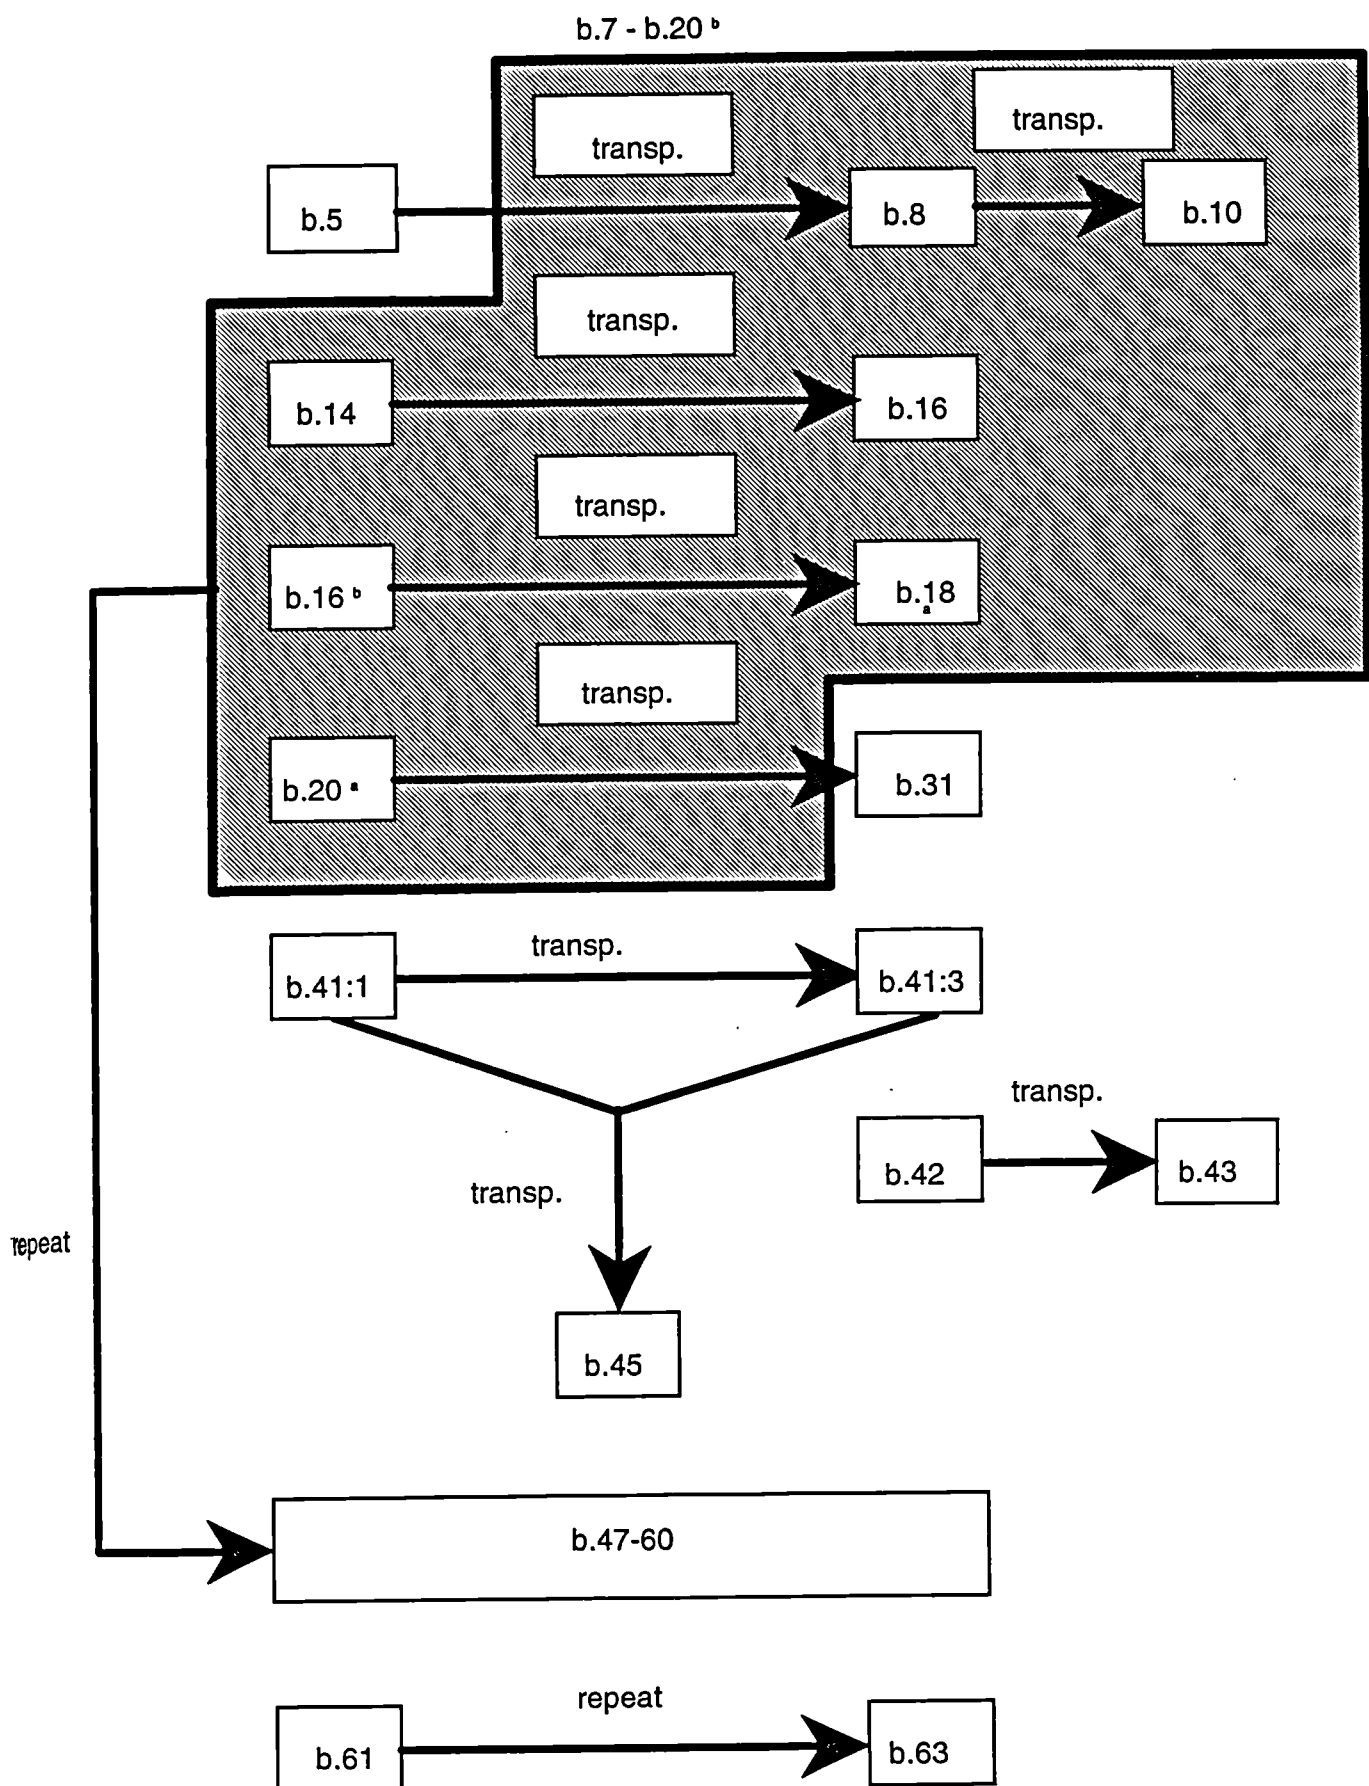 b.7 - b.20 b
transp.
transp.
b.5
b.8
b.10
transp.
b.14
b.16
transp.
b.16 b
b.18 a
transp.
b.20 a
b.31
transp.
b.41:1
b.41:3
transp.
b.42
b.43
transp.
repeat
b.45
b.47-60
repeat
b.61
b.63